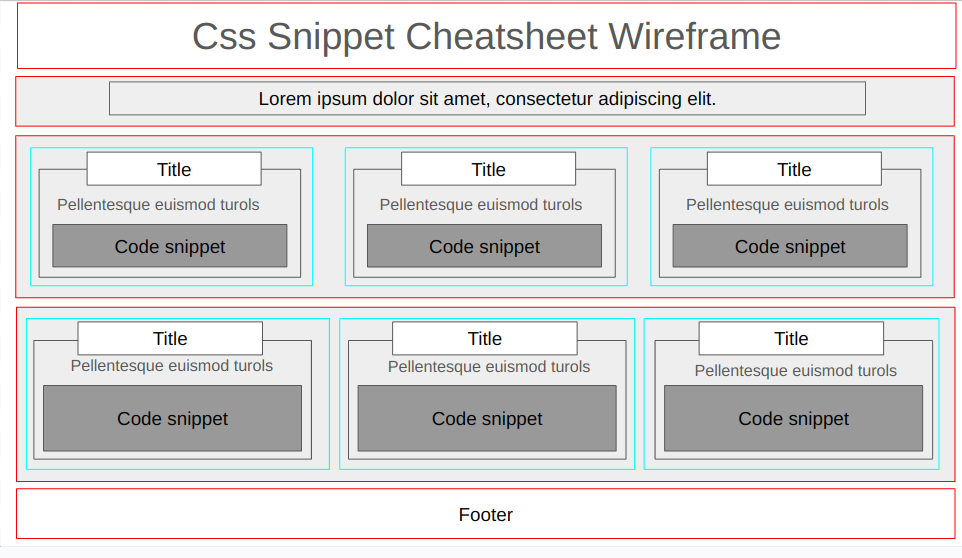 Css Snippet Cheatsheet Wireframe
Lorem ipsum dolor sit amet, consectetur adipiscing elit.
Title
Pellentesque euismod turols
Code snippet
Title
Pellentesque euismod turols
Code snippet
Title
Pellentesque euismod turols
Code snippet
Title
Pellentesque euismod turols
Code snippet
Title
Pellentesque euismod turols
Code snippet
Title
Pellentesque euismod turols
Code snippet
Footer